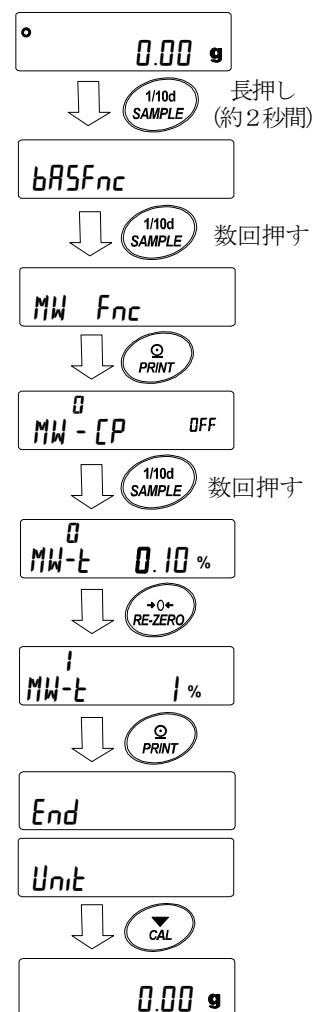 0.00 g
1/10d
SAMPLE
長押し
(約2秒間)
bASFnc
1/10d
SAMPLE
数回押す
MW Fnc
PRINT
0
MW-CP OFF
1/10d
SAMPLE
数回押す
0
MW-t 0.10 %
→0←
RE-ZERO
1
MW-t 1 %
PRINT
End
Unit
CAL
0.00 g